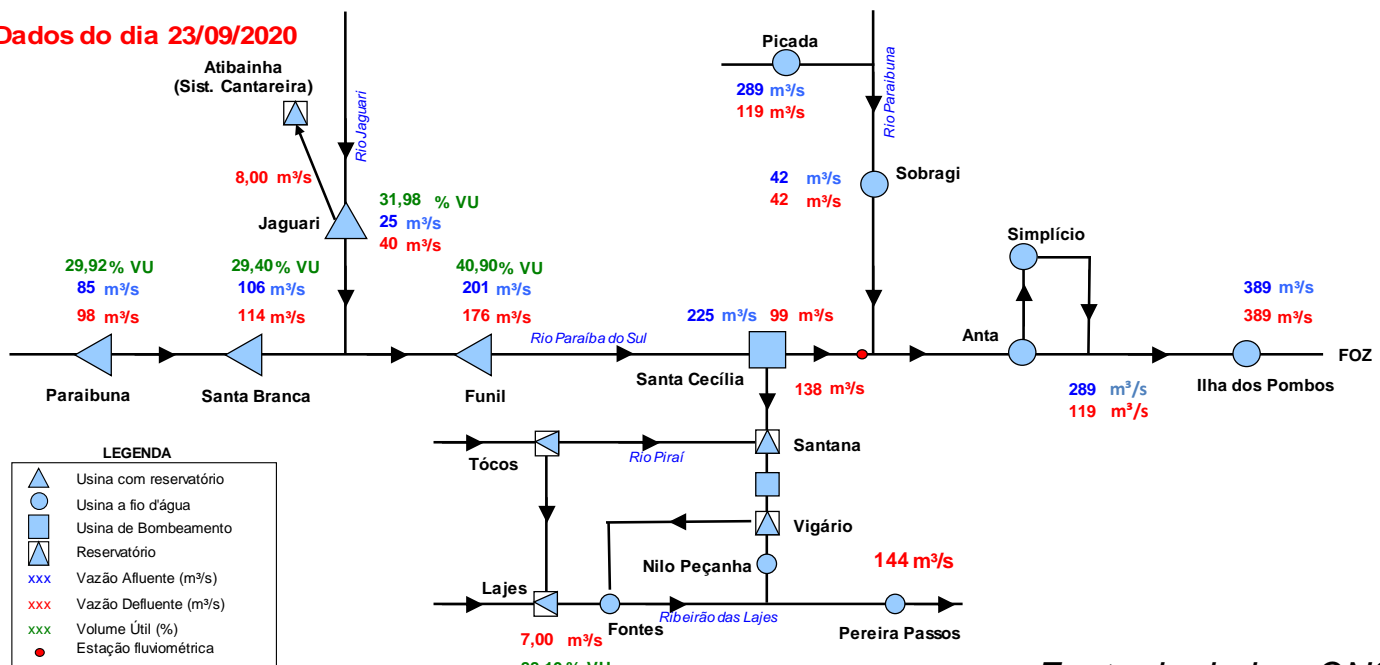 Dados do dia 23/09/2020
Picada
289 m³/s
119 m³/s
Rio Paraibuna
Atibainha
(Sist. Cantareira)
Rio Jaguari
8,00 m³/s
Jaguari
31,98 % VU
25 m³/s
40 m³/s
42 m³/s
42 m³/s
Sobragi
Simplício
29,92% VU
85 m³/s
98 m³/s
29,40% VU
106 m³/s
114 m³/s
40,90% VU
201 m³/s
176 m³/s
Rio Paraíba do Sul
225 m³/s 99 m³/s
Anta
389 m³/s
389 m³/s
FOZ
Paraibuna
Santa Branca
Funil
Santa Cecília
138 m³/s
289 m³/s
119 m³/s
Ilha dos Pombos
Tócos
Rio Piraí
Santana
Vigário
Nilo Peçanha
144 m³/s
Lajes
Fontes
Ribeirão das Lajes
Pereira Passos
7,00 m³/s
LEGENDA
Usina com reservatório
Usina a fio d'água
Usina de Bombeamento
Reservatório
xxx Vazão Afluente (m³/s)
xxx Vazão Defluente (m³/s)
xxx Volume Útil (%)
Estação fluviométrica